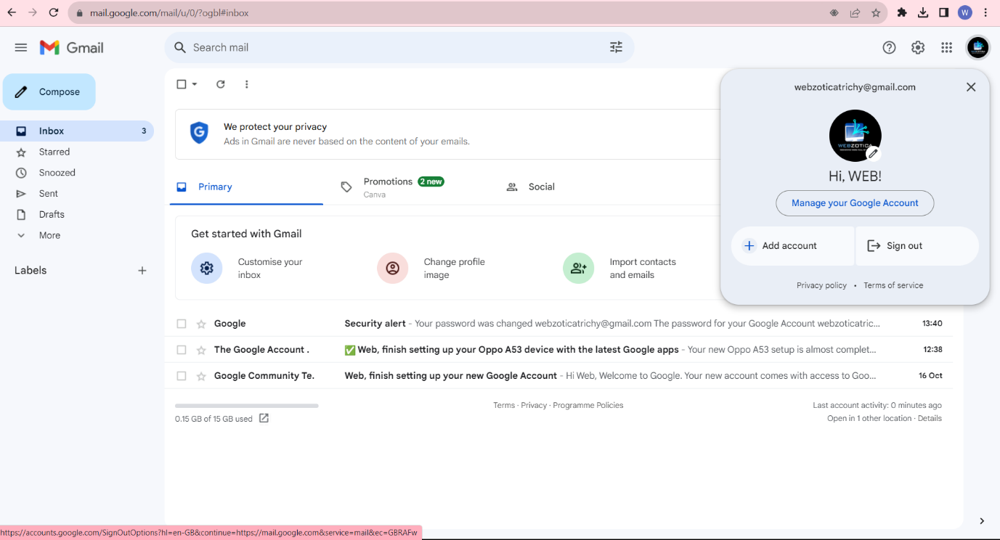 mail.google.com/mail/u/0/?ogbl#inbox
W
Gmail
Search mail
Compose
Inbox 3
Starred
Snoozed
Sent
Drafts
More
Labels
We protect your privacy
Ads in Gmail are never based on the content of your emails.
Primary
Promotions 2 new
Canva
Social
Get started with Gmail
Customise your
inbox
Change profile
image
Import contacts
and emails
webzoticatrichy@gmail.com
WEBZOTICA
Hi, WEB!
Manage your Google Account
Add account
Sign out
Privacy policy • Terms of service
Google Security alert - Your password was changed webzoticatrichy@gmail.com The password for your Google Account webzoticatric... 13:40
The Google Account . ✅ Web, finish setting up your Oppo A53 device with the latest Google apps - Your new Oppo A53 setup is almost complet... 12:38
Google Community Te. Web, finish setting up your new Google Account - Hi Web, Welcome to Google. Your new account comes with access to Goo... 16 Oct
0.15 GB of 15 GB used
Terms · Privacy · Programme Policies
Last account activity: 0 minutes ago
Open in 1 other location · Details
https://accounts.google.com/SignOutOptions?hl=en-GB&continue=https://mail.google.com&service=mail&ec=GBRAFw